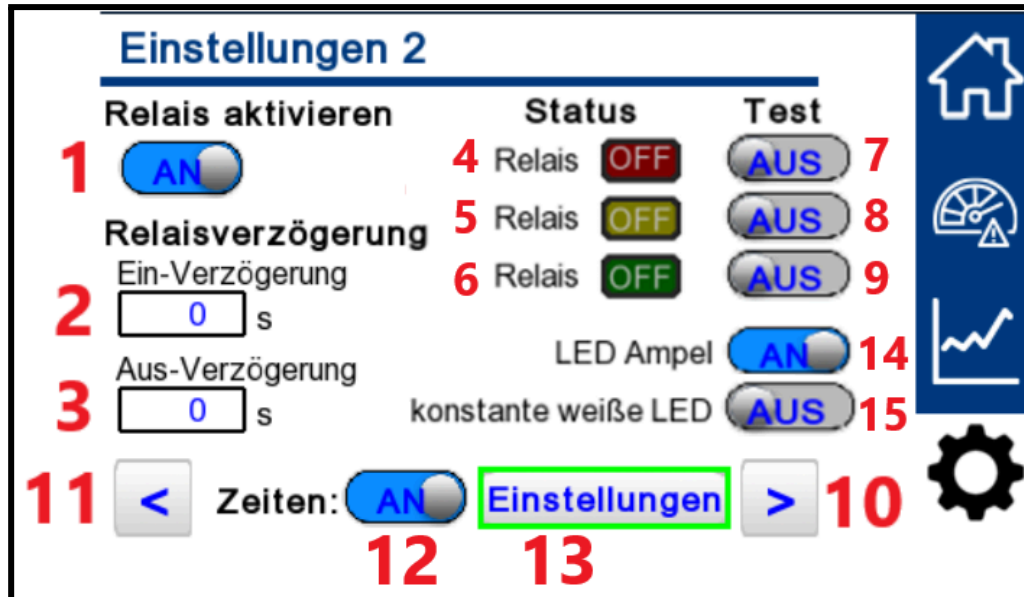 Einstellungen 2
Relais aktivieren Status Test
1 AN 4 Relais OFF AUS 7
Relaisverzögerung 5 Relais OFF AUS 8
Ein-Verzögerung 6 Relais OFF AUS 9
2 0 s
LED Ampel AN 14
Aus-Verzögerung
3 0 s konstante weiße LED AUS 15
11 < Zeiten: AN Einstellungen > 10
12 13